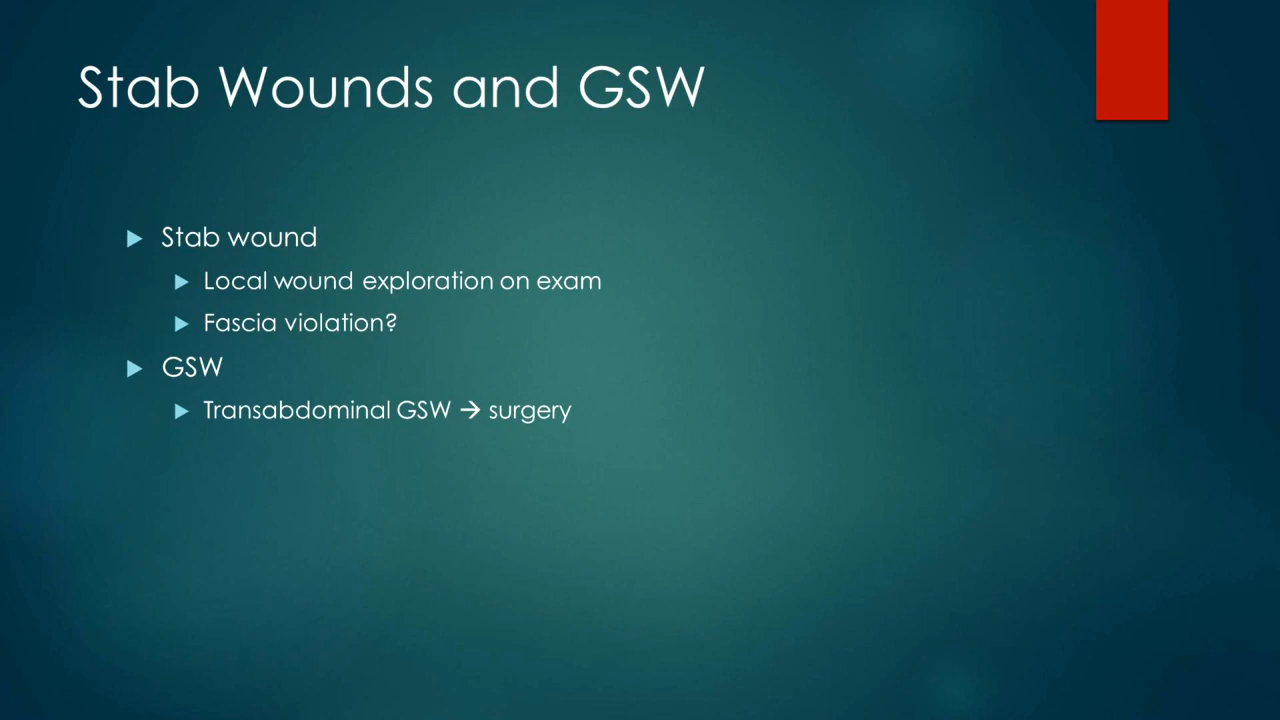 Stab Wounds and GSW
Stab wound
Local wound exploration on exam
Fascia violation?
GSW
Transabdominal GSW → surgery